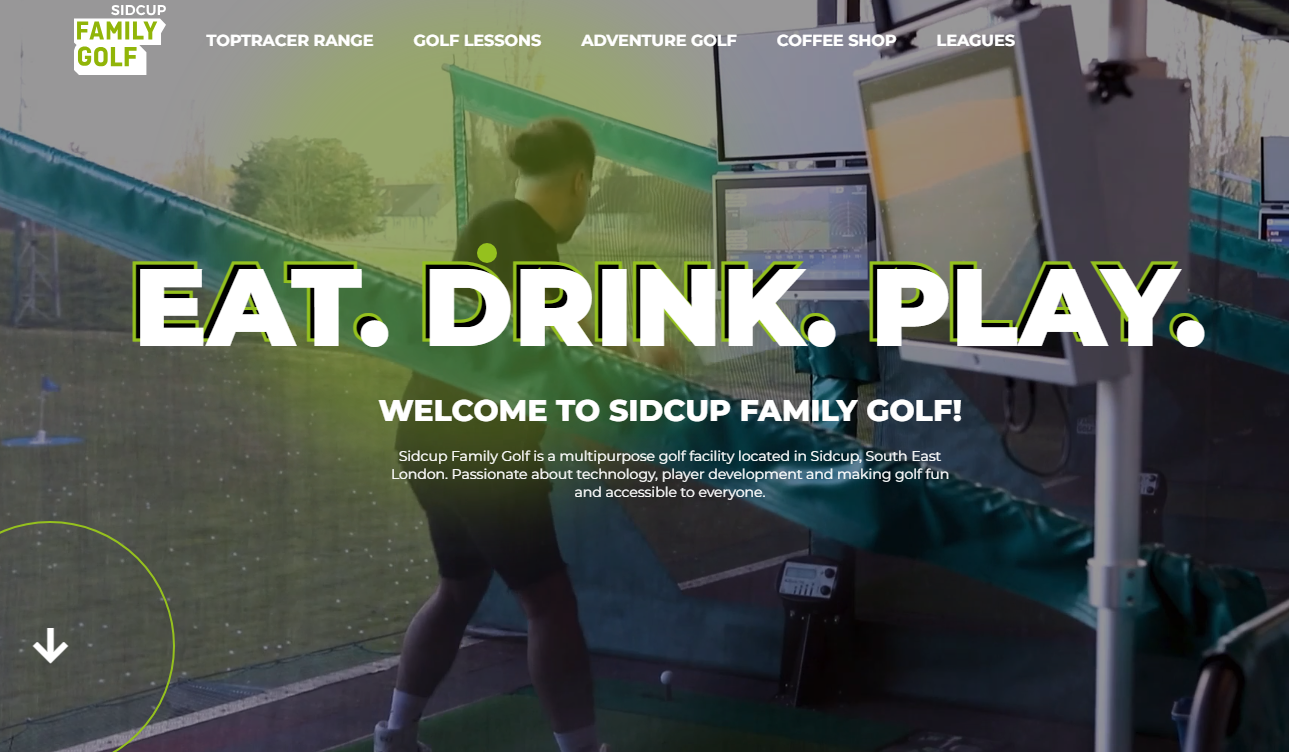 SIDCUP
FAMILY
GOLF
TOPTRACER RANGE GOLF LESSONS ADVENTURE GOLF COFFEE SHOP LEAGUES
EAT. DRINK. PLAY.
WELCOME TO SIDCUP FAMILY GOLF!
Sidcup Family Golf is a multipurpose golf facility located in Sidcup, South East
London. Passionate about technology, player development and making golf fun
and accessible to everyone.